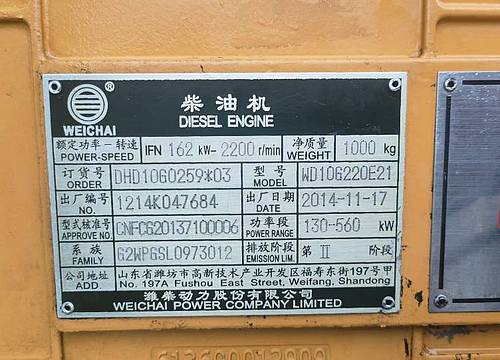 ®
WEICHAI
柴油机
DIESEL ENGINE
额定功率-转速 POWER-SPEED IFN 162 kW- 2200 r/min 净质量 WEIGHT 1000 kg
订货号 ORDER DHD10G0259*03 型号 MODEL WD10G220E21
出厂编号 NO. 1214K047684 出厂日期 DATE 2014-11-17
型式核准号 APPROVE NO. CNFCG20137100006 功率段 POWER RANGE 130-560 kW
系族 FAMILY G2WPGSL0973012 排放阶段 EMISSION LIM. 第 II 阶段
公司地址 ADD. 山东省潍坊市高新技术产业开发区福寿东街197号甲
No. 197A Fushou East Street, Weifang, Shandong
潍柴动力股份有限公司
WEICHAI POWER COMPANY LIMITED